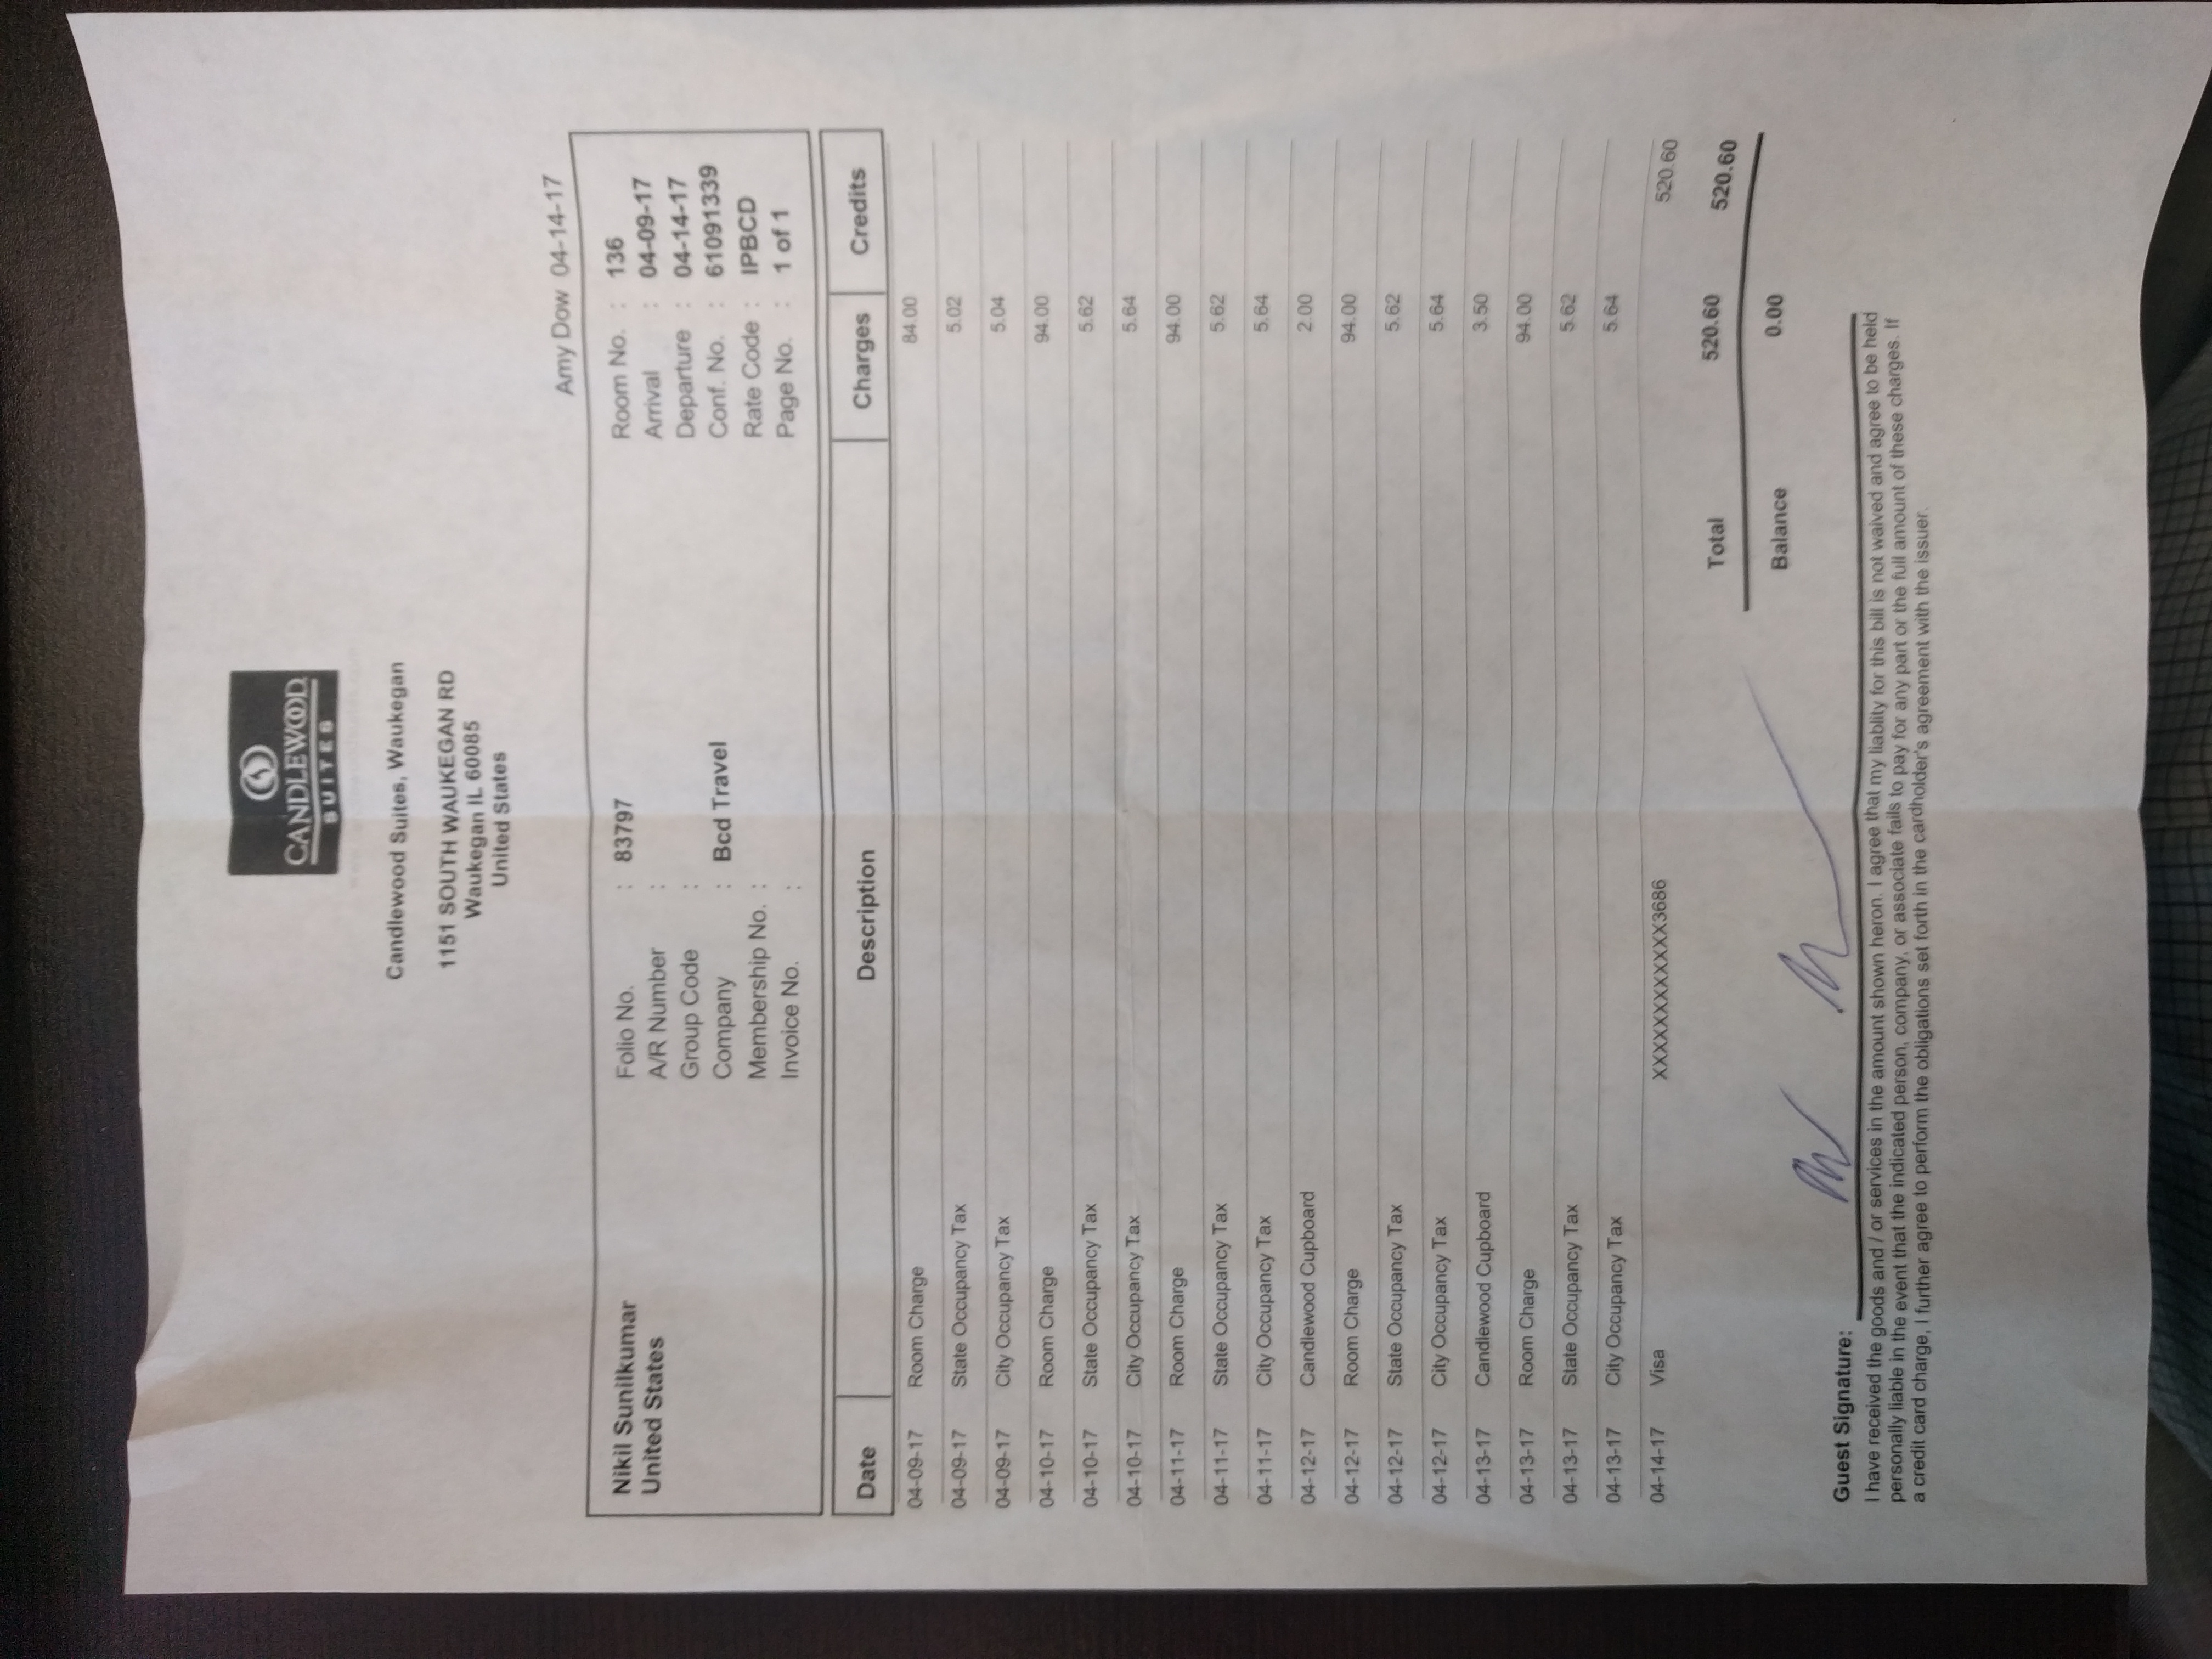 CANDLEWOOD
SUITES
Candlewood Suites, Waukegan
1151 SOUTH WAUKEGAN RD
Waukegan IL 60085
United States
Amy Dow 04-14-17
Nikil Sunilkumar Folio No. : 83797 Room No. : 136
United States A/R Number : Arrival : 04-09-17
Group Code : Departure : 04-14-17
Company : Bcd Travel Conf. No. : 61091339
Membership No. : Rate Code : IPBCD
Invoice No. : Page No. : 1 of 1
Date Description Charges Credits
04-09-17 Room Charge 84.00
04-09-17 State Occupancy Tax 5.02
04-09-17 City Occupancy Tax 5.04
04-10-17 Room Charge 94.00
04-10-17 State Occupancy Tax 5.62
04-10-17 City Occupancy Tax 5.64
04-11-17 Room Charge 94.00
04-11-17 State Occupancy Tax 5.62
04-11-17 City Occupancy Tax 5.64
04-12-17 Candlewood Cupboard 2.00
04-12-17 Room Charge 94.00
04-12-17 State Occupancy Tax 5.62
04-12-17 City Occupancy Tax 5.64
04-13-17 Candlewood Cupboard 3.50
04-13-17 Room Charge 94.00
04-13-17 State Occupancy Tax 5.62
04-13-17 City Occupancy Tax 5.64
04-14-17 Visa XXXXXXXXXXXX3686 520.60
Total 520.60 520.60
Balance 0.00
Guest Signature:
I have received the goods and / or services in the amount shown heron. I agree that my liablity for this bill is not waived and agree to be held
personally liable in the event that the indicated person, company, or associate fails to pay for any part or the full amount of these charges. If
a credit card charge, I further agree to perform the obligations set forth in the cardholder's agreement with the issuer.